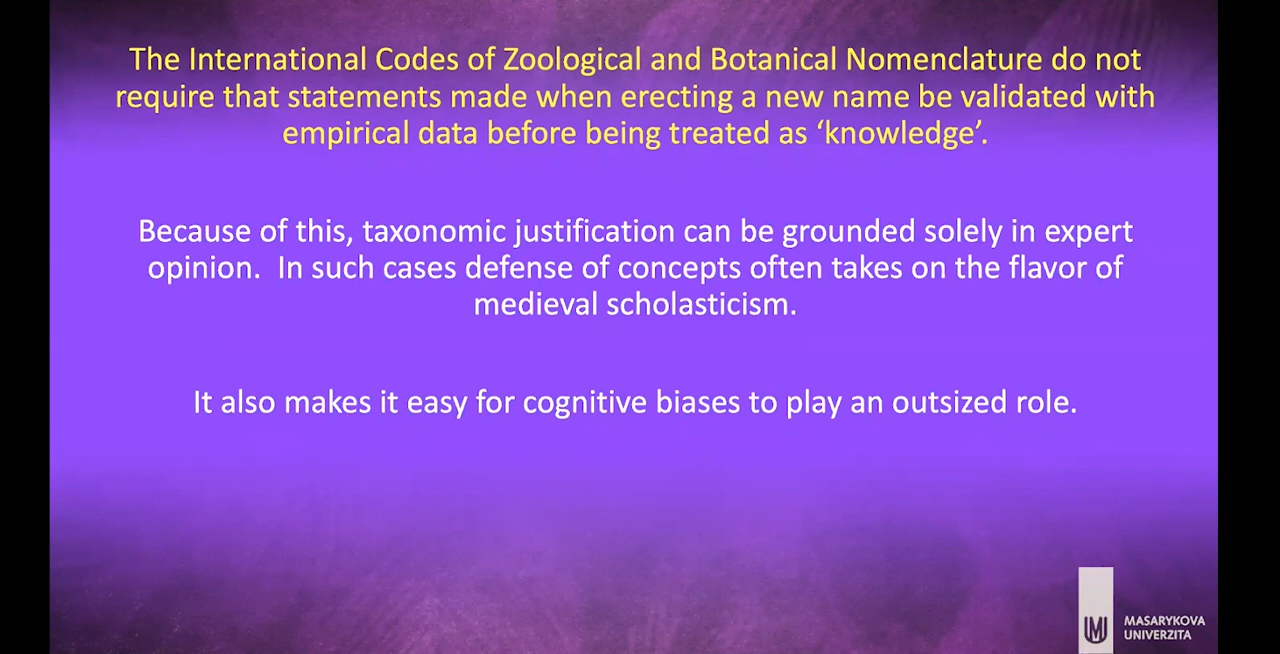 The International Codes of Zoological and Botanical Nomenclature do not
require that statements made when erecting a new name be validated with
empirical data before being treated as ‘knowledge’.
Because of this, taxonomic justification can be grounded solely in expert
opinion.  In such cases defense of concepts often takes on the flavor of
medieval scholasticism.
It also makes it easy for cognitive biases to play an outsized role.
MASARYKOVA
UNIVERZITA